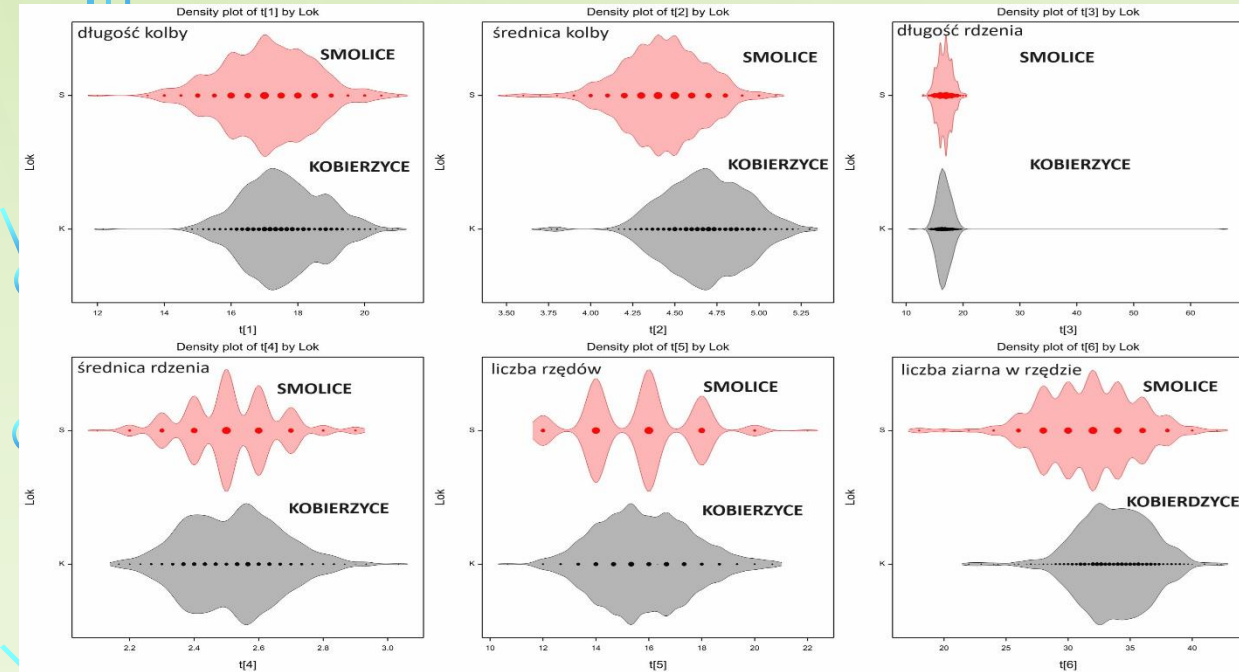 Density plot of t[1] by Lok
długość kolby
SMOLICE
S
KOBIERZYCE
Lok
K
12 14 16 18 20
t[1]
Density plot of t[2] by Lok
średnica kolby
SMOLICE
S
KOBIERZYCE
Lok
K
3.50 3.75 4.00 4.25 4.50 4.75 5.00 5.25
t[2]
Density plot of t[3] by Lok
długość rdzenia
SMOLICE
S
KOBIERZYCE
Lok
K
10 20 30 40 50 60
t[3]
Density plot of t[4] by Lok
średnica rdzenia
SMOLICE
S
KOBIERZYCE
Lok
K
2.2 2.4 2.6 2.8 3.0
t[4]
Density plot of t[5] by Lok
liczba rzędów
SMOLICE
S
KOBIERZYCE
Lok
K
10 12 14 16 18 20 22
t[5]
Density plot of t[6] by Lok
liczba ziarna w rzędzie
SMOLICE
S
KOBIERDZYCE
Lok
K
20 25 30 35 40
t[6]